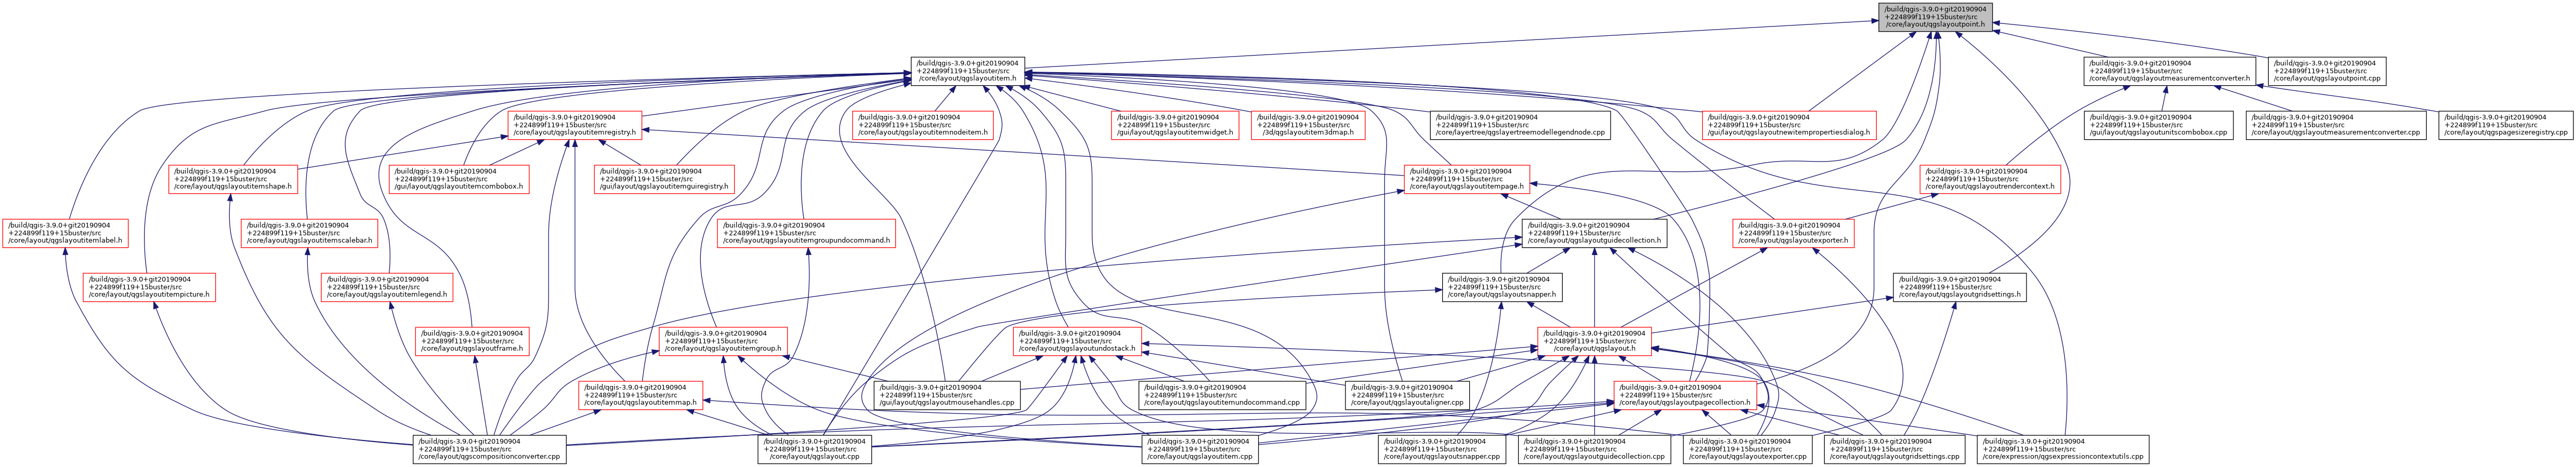 /build/qgis-3.9.0+git20190904
+224899f119+15buster/src
/core/layout/qgslayoutpoint.h
/build/qgis-3.9.0+git20190904
+224899f119+15buster/src
/core/layout/qgslayoutitem.h
/build/qgis-3.9.0+git20190904
+224899f119+15buster/src
/core/layout/qgslayoutmeasurementconverter.h
/build/qgis-3.9.0+git20190904
+224899f119+15buster/src
/core/layout/qgslayoutpoint.cpp
/build/qgis-3.9.0+git20190904
+224899f119+15buster/src
/core/layout/qgslayoutitemregistry.h
/build/qgis-3.9.0+git20190904
+224899f119+15buster/src
/core/layout/qgslayoutitemnodeitem.h
/build/qgis-3.9.0+git20190904
+224899f119+15buster/src
/gui/layout/qgslayoutitemwidget.h
/build/qgis-3.9.0+git20190904
+224899f119+15buster/src
/3d/qgslayoutitem3dmap.h
/build/qgis-3.9.0+git20190904
+224899f119+15buster/src
/core/layertree/qgslayertreemodellegendnode.cpp
/build/qgis-3.9.0+git20190904
+224899f119+15buster/src
/gui/layout/qgslayoutnewitempropertiesdialog.h
/build/qgis-3.9.0+git20190904
+224899f119+15buster/src
/gui/layout/qgslayoutunitscombobox.cpp
/build/qgis-3.9.0+git20190904
+224899f119+15buster/src
/core/layout/qgslayoutmeasurementconverter.cpp
/build/qgis-3.9.0+git20190904
+224899f119+15buster/src
/core/layout/qgspagesizeregistry.cpp
/build/qgis-3.9.0+git20190904
+224899f119+15buster/src
/core/layout/qgslayoutitemshape.h
/build/qgis-3.9.0+git20190904
+224899f119+15buster/src
/gui/layout/qgslayoutitemcombobox.h
/build/qgis-3.9.0+git20190904
+224899f119+15buster/src
/gui/layout/qgslayoutitemguiregistry.h
/build/qgis-3.9.0+git20190904
+224899f119+15buster/src
/core/layout/qgslayoutitempage.h
/build/qgis-3.9.0+git20190904
+224899f119+15buster/src
/core/layout/qgslayoutrendercontext.h
/build/qgis-3.9.0+git20190904
+224899f119+15buster/src
/core/layout/qgslayoutitemlabel.h
/build/qgis-3.9.0+git20190904
+224899f119+15buster/src
/core/layout/qgslayoutitemscalebar.h
/build/qgis-3.9.0+git20190904
+224899f119+15buster/src
/core/layout/qgslayoutitemgroupundocommand.h
/build/qgis-3.9.0+git20190904
+224899f119+15buster/src
/core/layout/qgslayoutguidecollection.h
/build/qgis-3.9.0+git20190904
+224899f119+15buster/src
/core/layout/qgslayoutexporter.h
/build/qgis-3.9.0+git20190904
+224899f119+15buster/src
/core/layout/qgslayoutitempicture.h
/build/qgis-3.9.0+git20190904
+224899f119+15buster/src
/core/layout/qgslayoutitemlegend.h
/build/qgis-3.9.0+git20190904
+224899f119+15buster/src
/core/layout/qgslayoutsnapper.h
/build/qgis-3.9.0+git20190904
+224899f119+15buster/src
/core/layout/qgslayoutgridsettings.h
/build/qgis-3.9.0+git20190904
+224899f119+15buster/src
/core/layout/qgslayoutframe.h
/build/qgis-3.9.0+git20190904
+224899f119+15buster/src
/core/layout/qgslayoutitemgroup.h
/build/qgis-3.9.0+git20190904
+224899f119+15buster/src
/core/layout/qgslayoutundostack.h
/build/qgis-3.9.0+git20190904
+224899f119+15buster/src
/core/layout/qgslayout.h
/build/qgis-3.9.0+git20190904
+224899f119+15buster/src
/core/layout/qgslayoutitemmap.h
/build/qgis-3.9.0+git20190904
+224899f119+15buster/src
/gui/layout/qgslayoutmousehandles.cpp
/build/qgis-3.9.0+git20190904
+224899f119+15buster/src
/core/layout/qgslayoutitemundocommand.cpp
/build/qgis-3.9.0+git20190904
+224899f119+15buster/src
/core/layout/qgslayoutaligner.cpp
/build/qgis-3.9.0+git20190904
+224899f119+15buster/src
/core/layout/qgslayoutpagecollection.h
/build/qgis-3.9.0+git20190904
+224899f119+15buster/src
/core/layout/qgscompositionconverter.cpp
/build/qgis-3.9.0+git20190904
+224899f119+15buster/src
/core/layout/qgslayout.cpp
/build/qgis-3.9.0+git20190904
+224899f119+15buster/src
/core/layout/qgslayoutitem.cpp
/build/qgis-3.9.0+git20190904
+224899f119+15buster/src
/core/layout/qgslayoutsnapper.cpp
/build/qgis-3.9.0+git20190904
+224899f119+15buster/src
/core/layout/qgslayoutguidecollection.cpp
/build/qgis-3.9.0+git20190904
+224899f119+15buster/src
/core/layout/qgslayoutexporter.cpp
/build/qgis-3.9.0+git20190904
+224899f119+15buster/src
/core/layout/qgslayoutgridsettings.cpp
/build/qgis-3.9.0+git20190904
+224899f119+15buster/src
/core/expression/qgsexpressioncontextutils.cpp